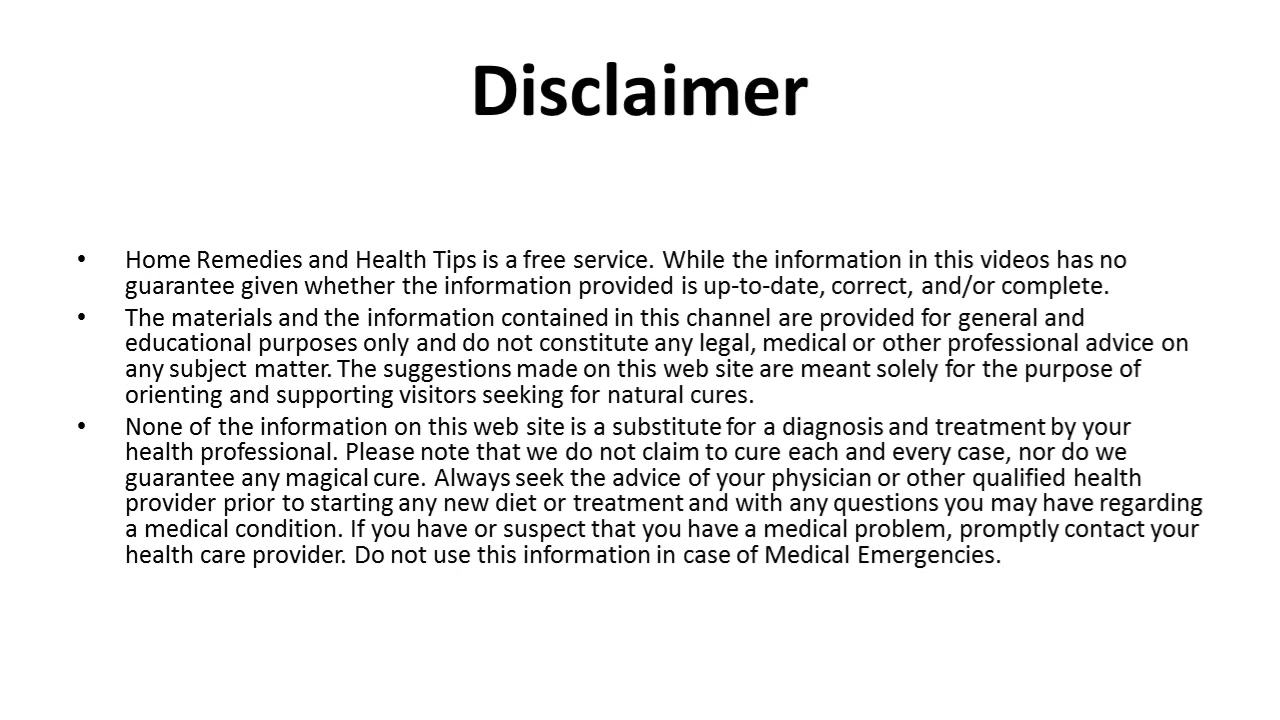 Disclaimer
• Home Remedies and Health Tips is a free service. While the information in this videos has no
guarantee given whether the information provided is up-to-date, correct, and/or complete.
• The materials and the information contained in this channel are provided for general and
educational purposes only and do not constitute any legal, medical or other professional advice on
any subject matter. The suggestions made on this web site are meant solely for the purpose of
orienting and supporting visitors seeking for natural cures.
• None of the information on this web site is a substitute for a diagnosis and treatment by your
health professional. Please note that we do not claim to cure each and every case, nor do we
guarantee any magical cure. Always seek the advice of your physician or other qualified health
provider prior to starting any new diet or treatment and with any questions you may have regarding
a medical condition. If you have or suspect that you have a medical problem, promptly contact your
health care provider. Do not use this information in case of Medical Emergencies.